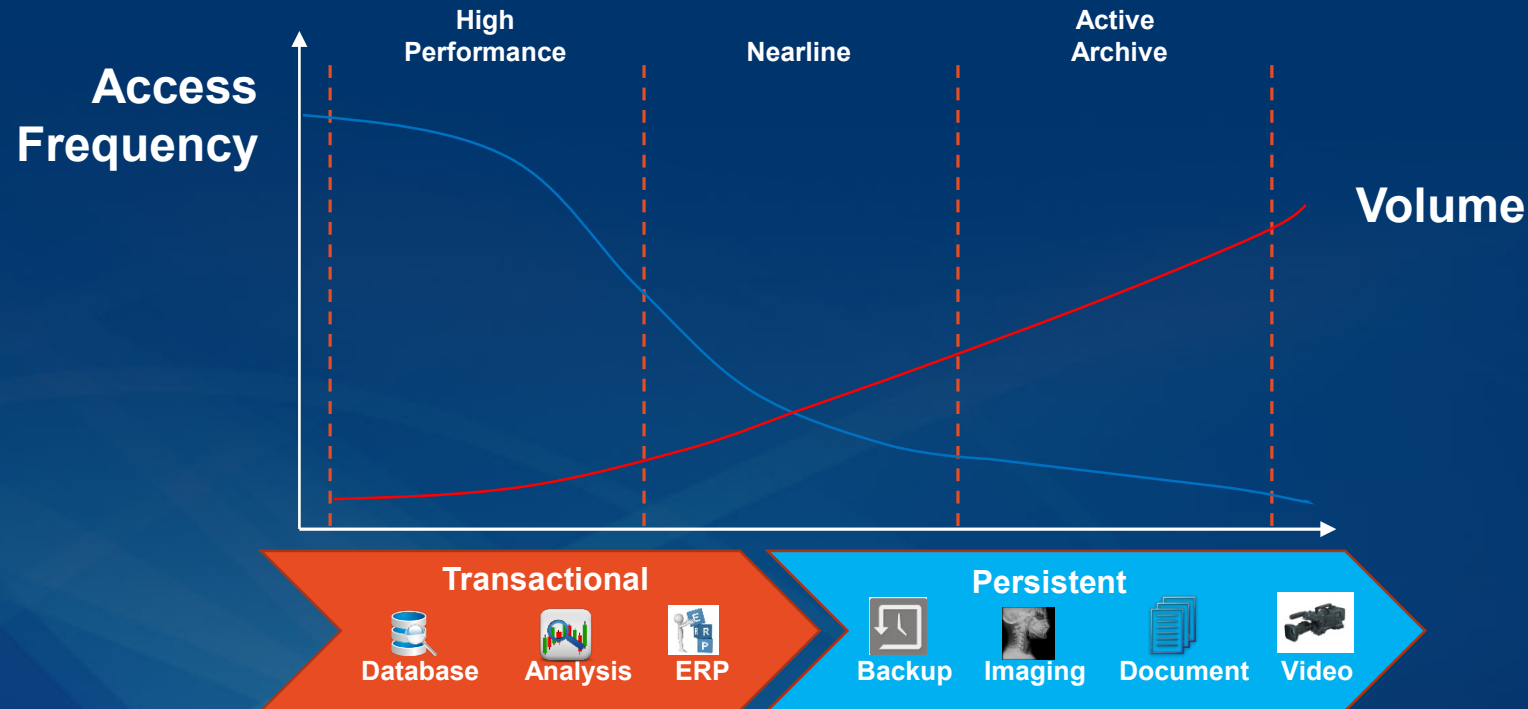 High
Performance
Nearline
Active
Archive
Access
Frequency
Volume
Transactional
Database
Analysis
ERP
E
R R
P
Persistent
Backup
Imaging
Document
Video